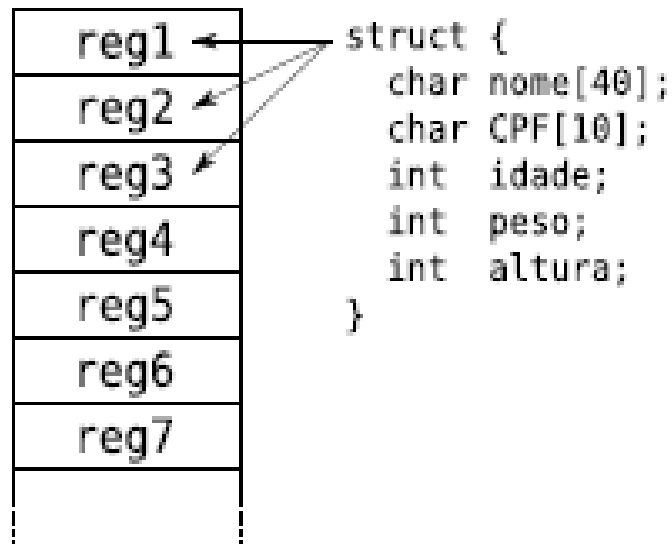 reg1
reg2
reg3
reg4
reg5
reg6
reg7
struct {
char nome[40];
char CPF[10];
int idade;
int peso;
int altura;
}